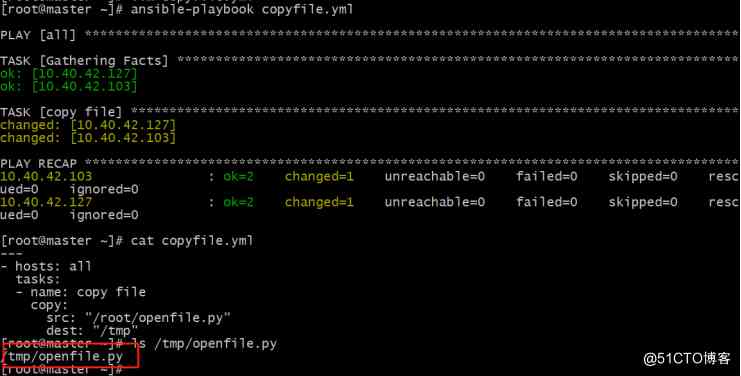 [root@master ~]# ansible-playbook copyfile.yml
PLAY [all] *********************************************************************************
TASK [Gathering Facts] *********************************************************************
ok: [10.40.42.127]
ok: [10.40.42.103]
TASK [copy file] ***************************************************************************
changed: [10.40.42.127]
changed: [10.40.42.103]
PLAY RECAP *********************************************************************************
10.40.42.103 : ok=2 changed=1 unreachable=0 failed=0 skipped=0 resc
ued=0 ignored=0
10.40.42.127 : ok=2 changed=1 unreachable=0 failed=0 skipped=0 resc
ued=0 ignored=0
[root@master ~]# cat copyfile.yml
---
- hosts: all
  tasks:
  - name: copy file
    copy:
      src: "/root/openfile.py"
      dest: "/tmp"
[root@master ~]# ls /tmp/openfile.py
/tmp/openfile.py
[root@master ~]#
@51CTO博客